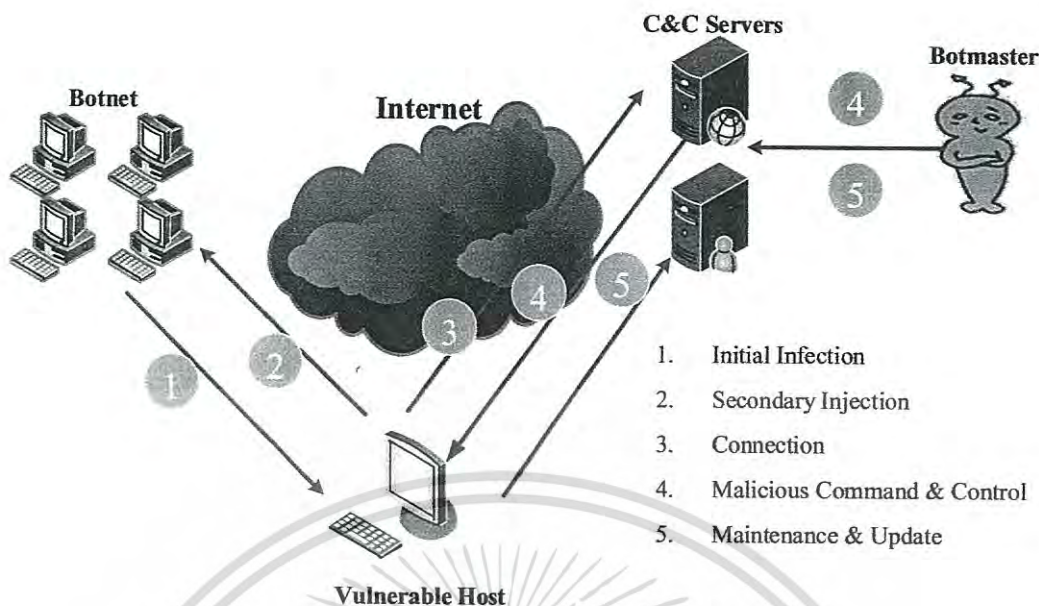 C&C Servers
Botmaster
Botnet
Internet
4
5
3
4
5
2
1
1. Initial Infection
2. Secondary Injection
3. Connection
4. Malicious Command & Control
5. Maintenance & Update
Vulnerable Host